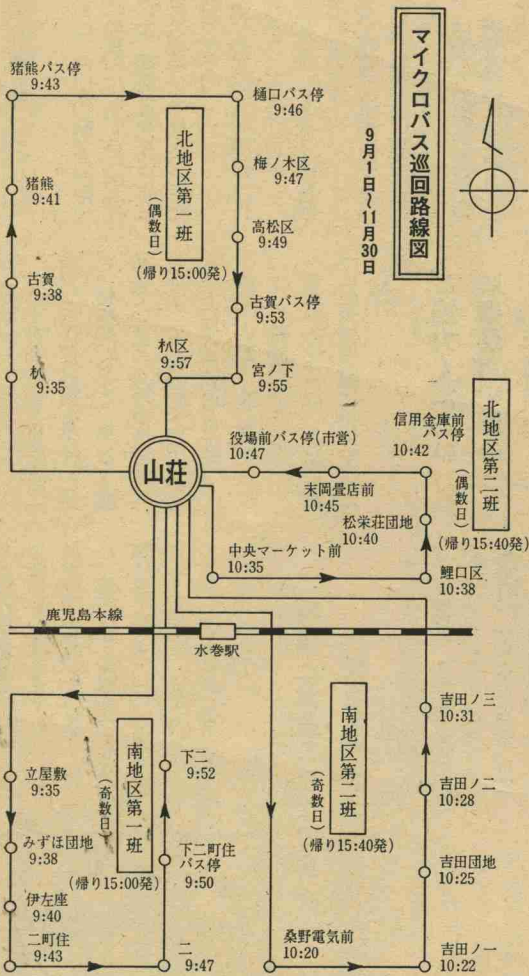 マイクロバス巡回路線図
9月1日~11月30日
猪熊バス停
9:43
樋口バス停
9:46
北地区第一班
(偶数日)
(帰り15:00発)
梅ノ木区
9:47
猪熊
9:41
高松区
9:49
古賀
9:38
古賀バス停
9:53
朳区
9:57
朳
9:35
宮ノ下
9:55
山荘
役場前バス停(市営)
10:47
信用金庫前
バス停
10:42
北地区第二班
(偶数日)
(帰り15:40発)
末岡畳店前
10:45
松栄荘団地
10:40
中央マーケット前
10:35
鯉口区
10:38
鹿児島本線
水巻駅
南地区第一班
(奇数日)
(帰り15:00発)
南地区第二班
(奇数日)
(帰り15:40発)
吉田ノ三
10:31
立屋敷
9:35
下二
9:52
吉田ノ二
10:28
みずほ団地
9:38
下二町住
バス停
9:50
吉田団地
10:25
伊左座
9:40
二町住
9:43
二
9:47
桑野電気前
10:20
吉田ノ一
10:22